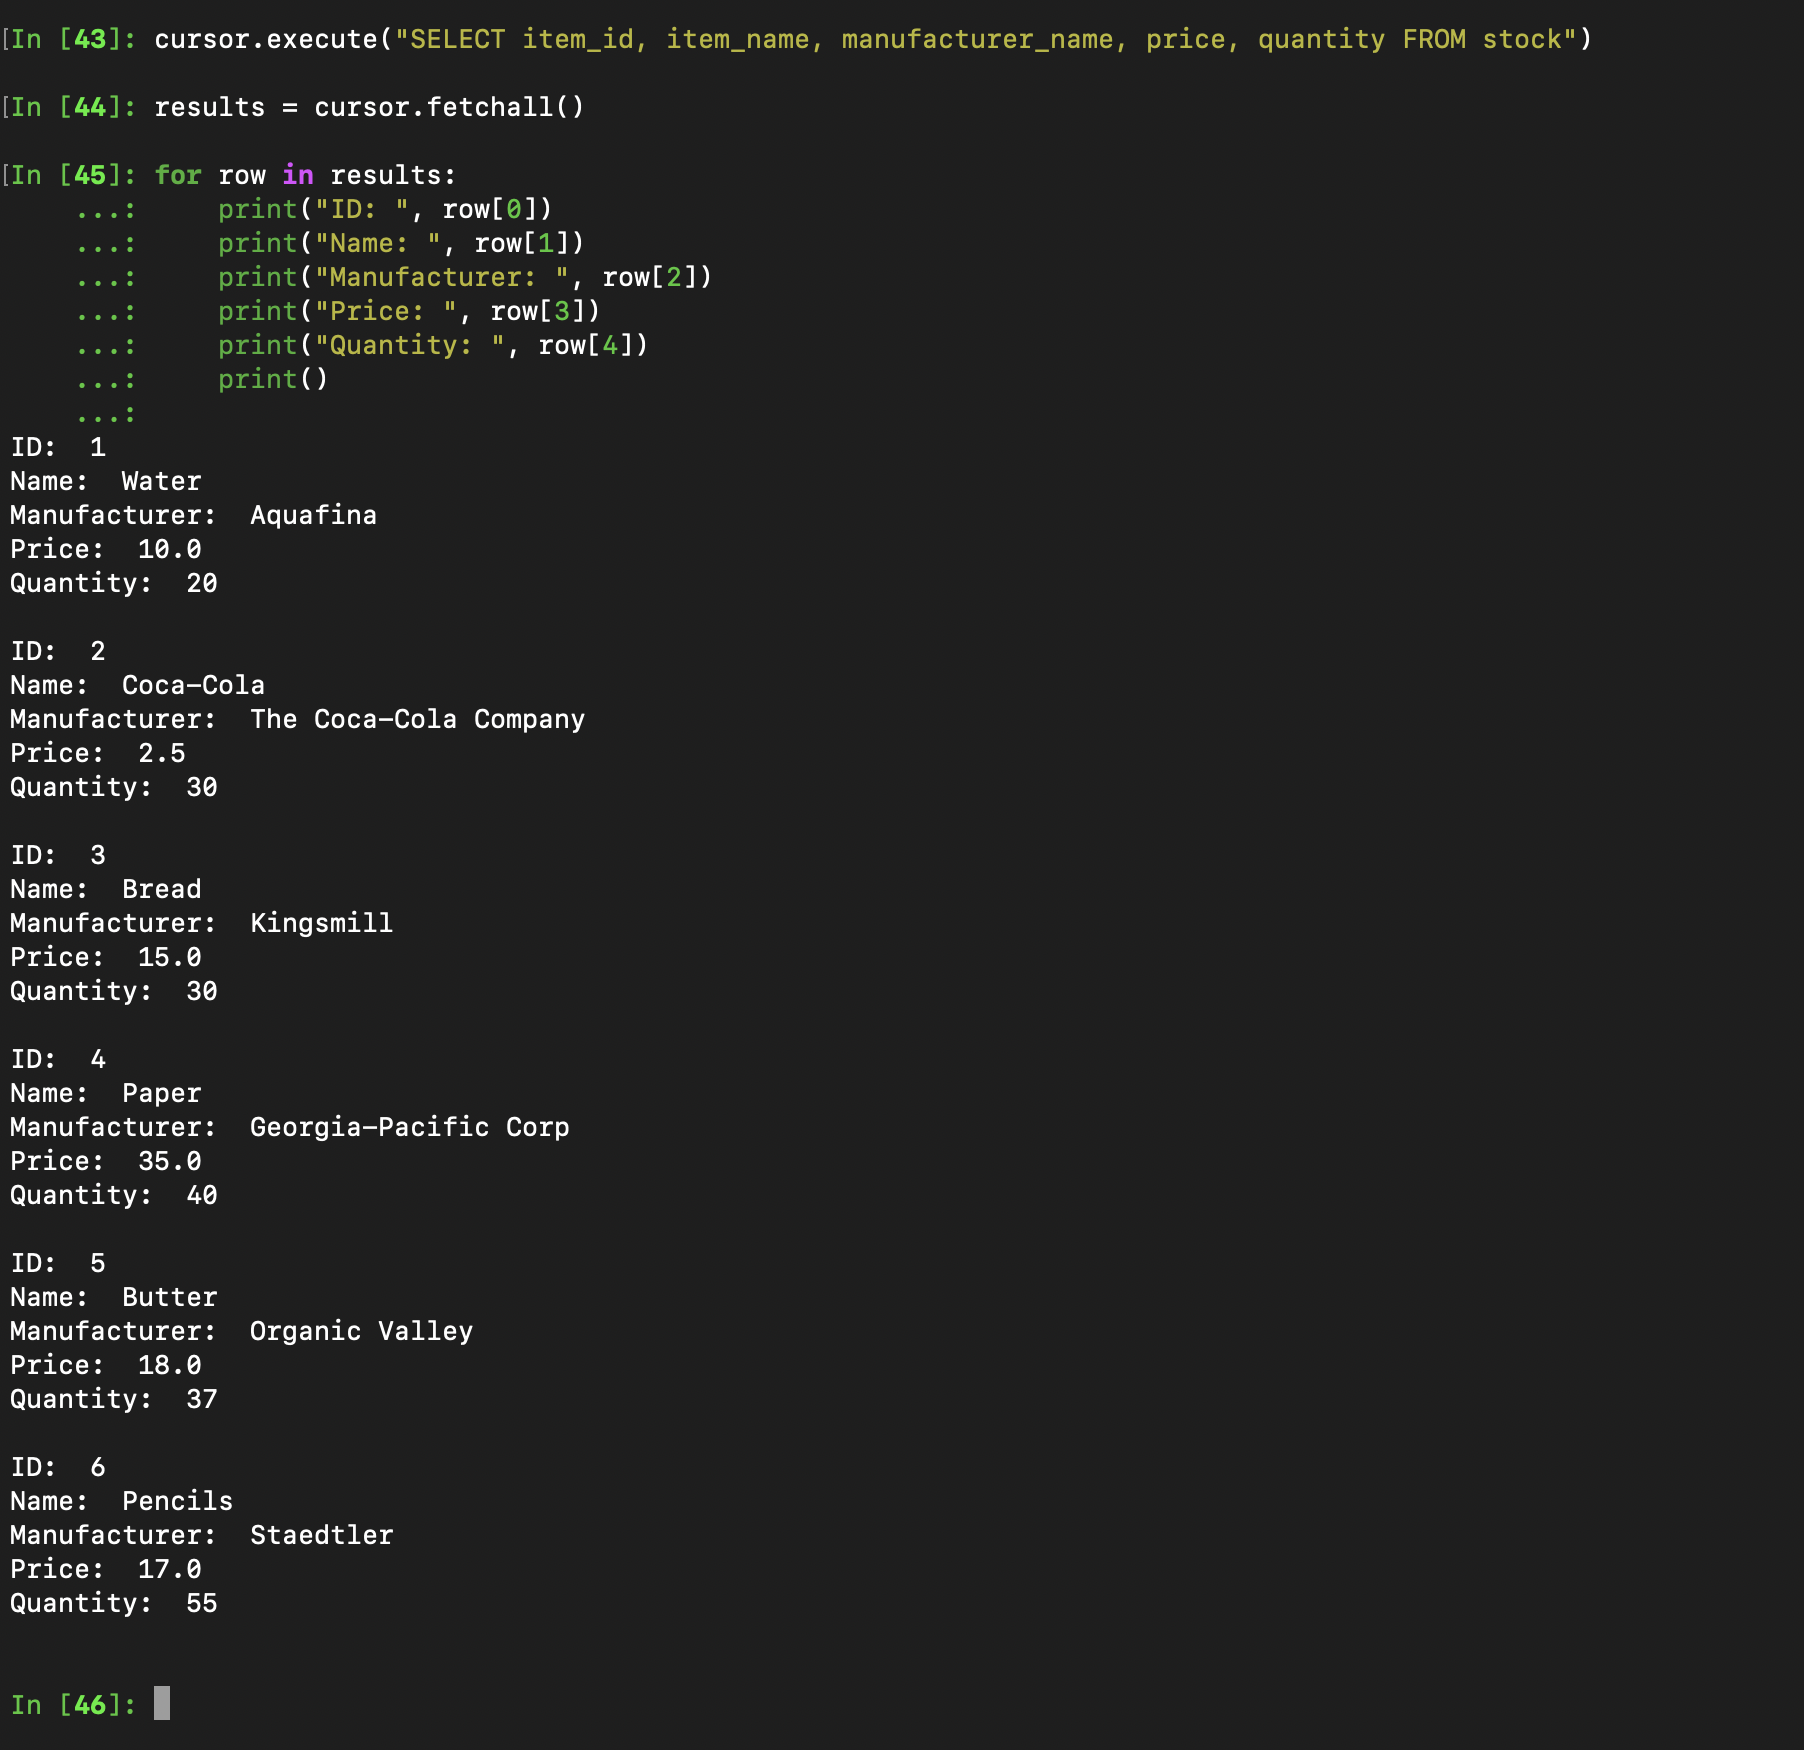 [In [43]: cursor.execute("SELECT item_id, item_name, manufacturer_name, price, quantity FROM stock")
[In [44]: results = cursor.fetchall()
[In [45]: for row in results:
...: print("ID: ", row[0])
...: print("Name: ", row[1])
...: print("Manufacturer: ", row[2])
...: print("Price: ", row[3])
...: print("Quantity: ", row[4])
...: print()
...:
ID:  1
Name:  Water
Manufacturer:  Aquafina
Price:  10.0
Quantity:  20
ID:  2
Name:  Coca-Cola
Manufacturer:  The Coca-Cola Company
Price:  2.5
Quantity:  30
ID:  3
Name:  Bread
Manufacturer:  Kingsmill
Price:  15.0
Quantity:  30
ID:  4
Name:  Paper
Manufacturer:  Georgia-Pacific Corp
Price:  35.0
Quantity:  40
ID:  5
Name:  Butter
Manufacturer:  Organic Valley
Price:  18.0
Quantity:  37
ID:  6
Name:  Pencils
Manufacturer:  Staedtler
Price:  17.0
Quantity:  55
In [46]: